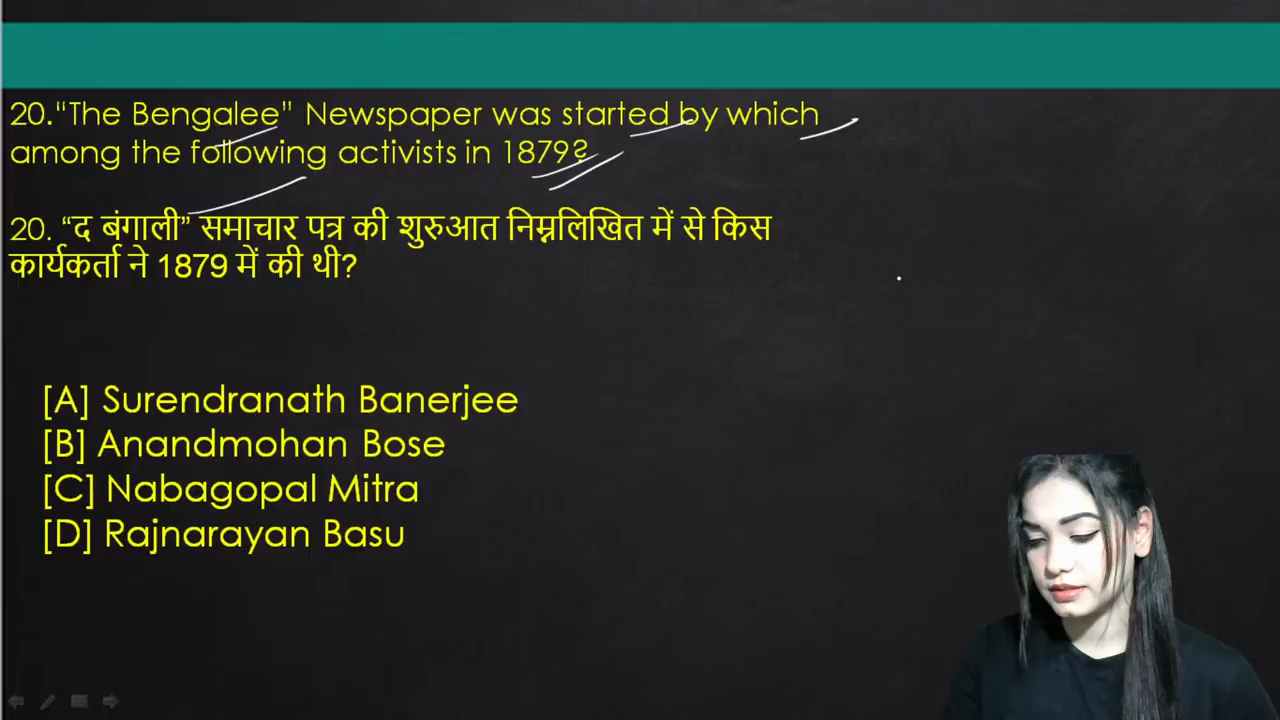 20.“The Bengalee” Newspaper was started by which
among the following activists in 1879?
20. “द बंगाली” समाचार पत्र की शुरुआत निम्नलिखित में से किस
कार्यकर्ता ने 1879 में की थी?
[A] Surendranath Banerjee
[B] Anandmohan Bose
[C] Nabagopal Mitra
[D] Rajnarayan Basu